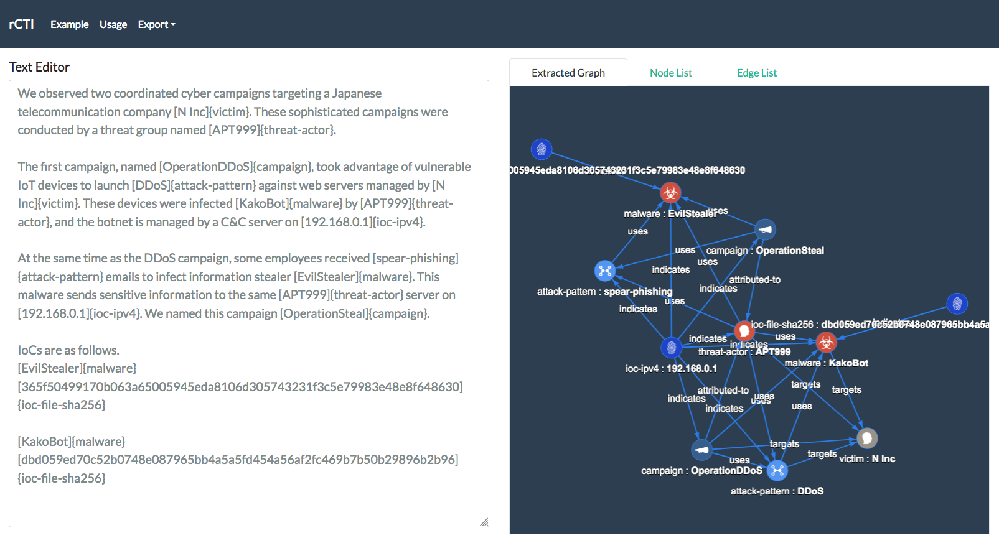 rCTI Example Usage Export
Text Editor
We observed two coordinated cyber campaigns targeting a Japanese
telecommunication company [N Inc]{victim}. These sophisticated campaigns were
conducted by a threat group named [APT999]{threat-actor}.
The first campaign, named [OperationDDoS]{campaign}, took advantage of vulnerable
IoT devices to launch [DDoS]{attack-pattern} against web servers managed by [N
Inc]{victim}. These devices were infected [KakoBot]{malware} by [APT999]{threat-
actor}, and the botnet is managed by a C&C server on [192.168.0.1]{ioc-ipv4}.
At the same time as the DDoS campaign, some employees received [spear-phishing]
{attack-pattern} emails to infect information stealer [EvilStealer]{malware}. This
malware sends sensitive information to the same [APT999]{threat-actor} server on
[192.168.0.1]{ioc-ipv4}. We named this campaign [OperationSteal]{campaign}.
IoCs are as follows.
[EvilStealer]{malware}
[365f50499170b063a65005945eda8106d305743231f3c5e79983e48e8f648630]
{ioc-file-sha256}
[KakoBot]{malware}
[dbd059ed70c52b0748e087965bb4a5a5fd454a56af2fc469b7b50b29896b2b96]
{ioc-file-sha256}
Extracted Graph Node List Edge List
005945eda8106d305743231f3c5e79983e48e8f648630
malware : EvilStealer
uses
uses
campaign : OperationSteal
uses
uses
indicates
attributed-to
indicates
attack-pattern : spear-phishing
uses
indicates
ioc-file-sha256 : dbd059ed70c52b0748e087965bb4a5a
uses
indicates
indicates
threat-actor : APT999
malware : KakoBot
ioc-ipv4 : 192.168.0.1
targets
attributed-to
targets
uses
uses
indicates
indicates
uses
targets
targets
victim : N Inc
uses
campaign : OperationDDoS
attack-pattern : DDoS